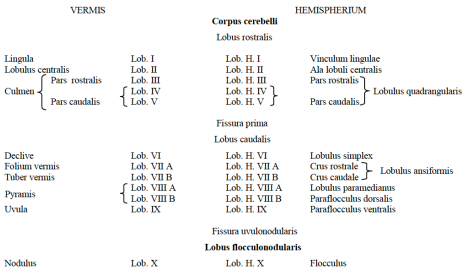 VERMIS HEMISPHERIUM
Corpus cerebelli
Lobus rostralis
Lingula Lob. I Lob. H. I Vinculum lingulae
Lobulus centralis Lob. II Lob. H. II Ala lobuli centralis
Pars rostralis Lob. III Lob. H. III Pars rostralis
Culmen Lob. IV Lob. H. IV Lobulus quadrangularis
Pars caudalis Lob. V Lob. H. V Pars caudalis
Fissura prima
Lobus caudalis
Declive Lob. VI Lob. H. VI Lobulus simplex
Folium vermis Lob. VII A Lob. H. VII A Crus rostrale
Lobulus ansiformis
Tuber vermis Lob. VII B Lob. H. VII B Crus caudale
Pyramis Lob. VIII A Lob. H. VIII A Lobulus paramedianus
Lob. VIII B Lob. H. VIII B Paraflocculus dorsalis
Uvula Lob. IX Lob. H. IX Paraflocculus ventralis
Fissura uvulonodularis
Lobus flocculonodularis
Nodulus Lob. X Lob. H. X Flocculus